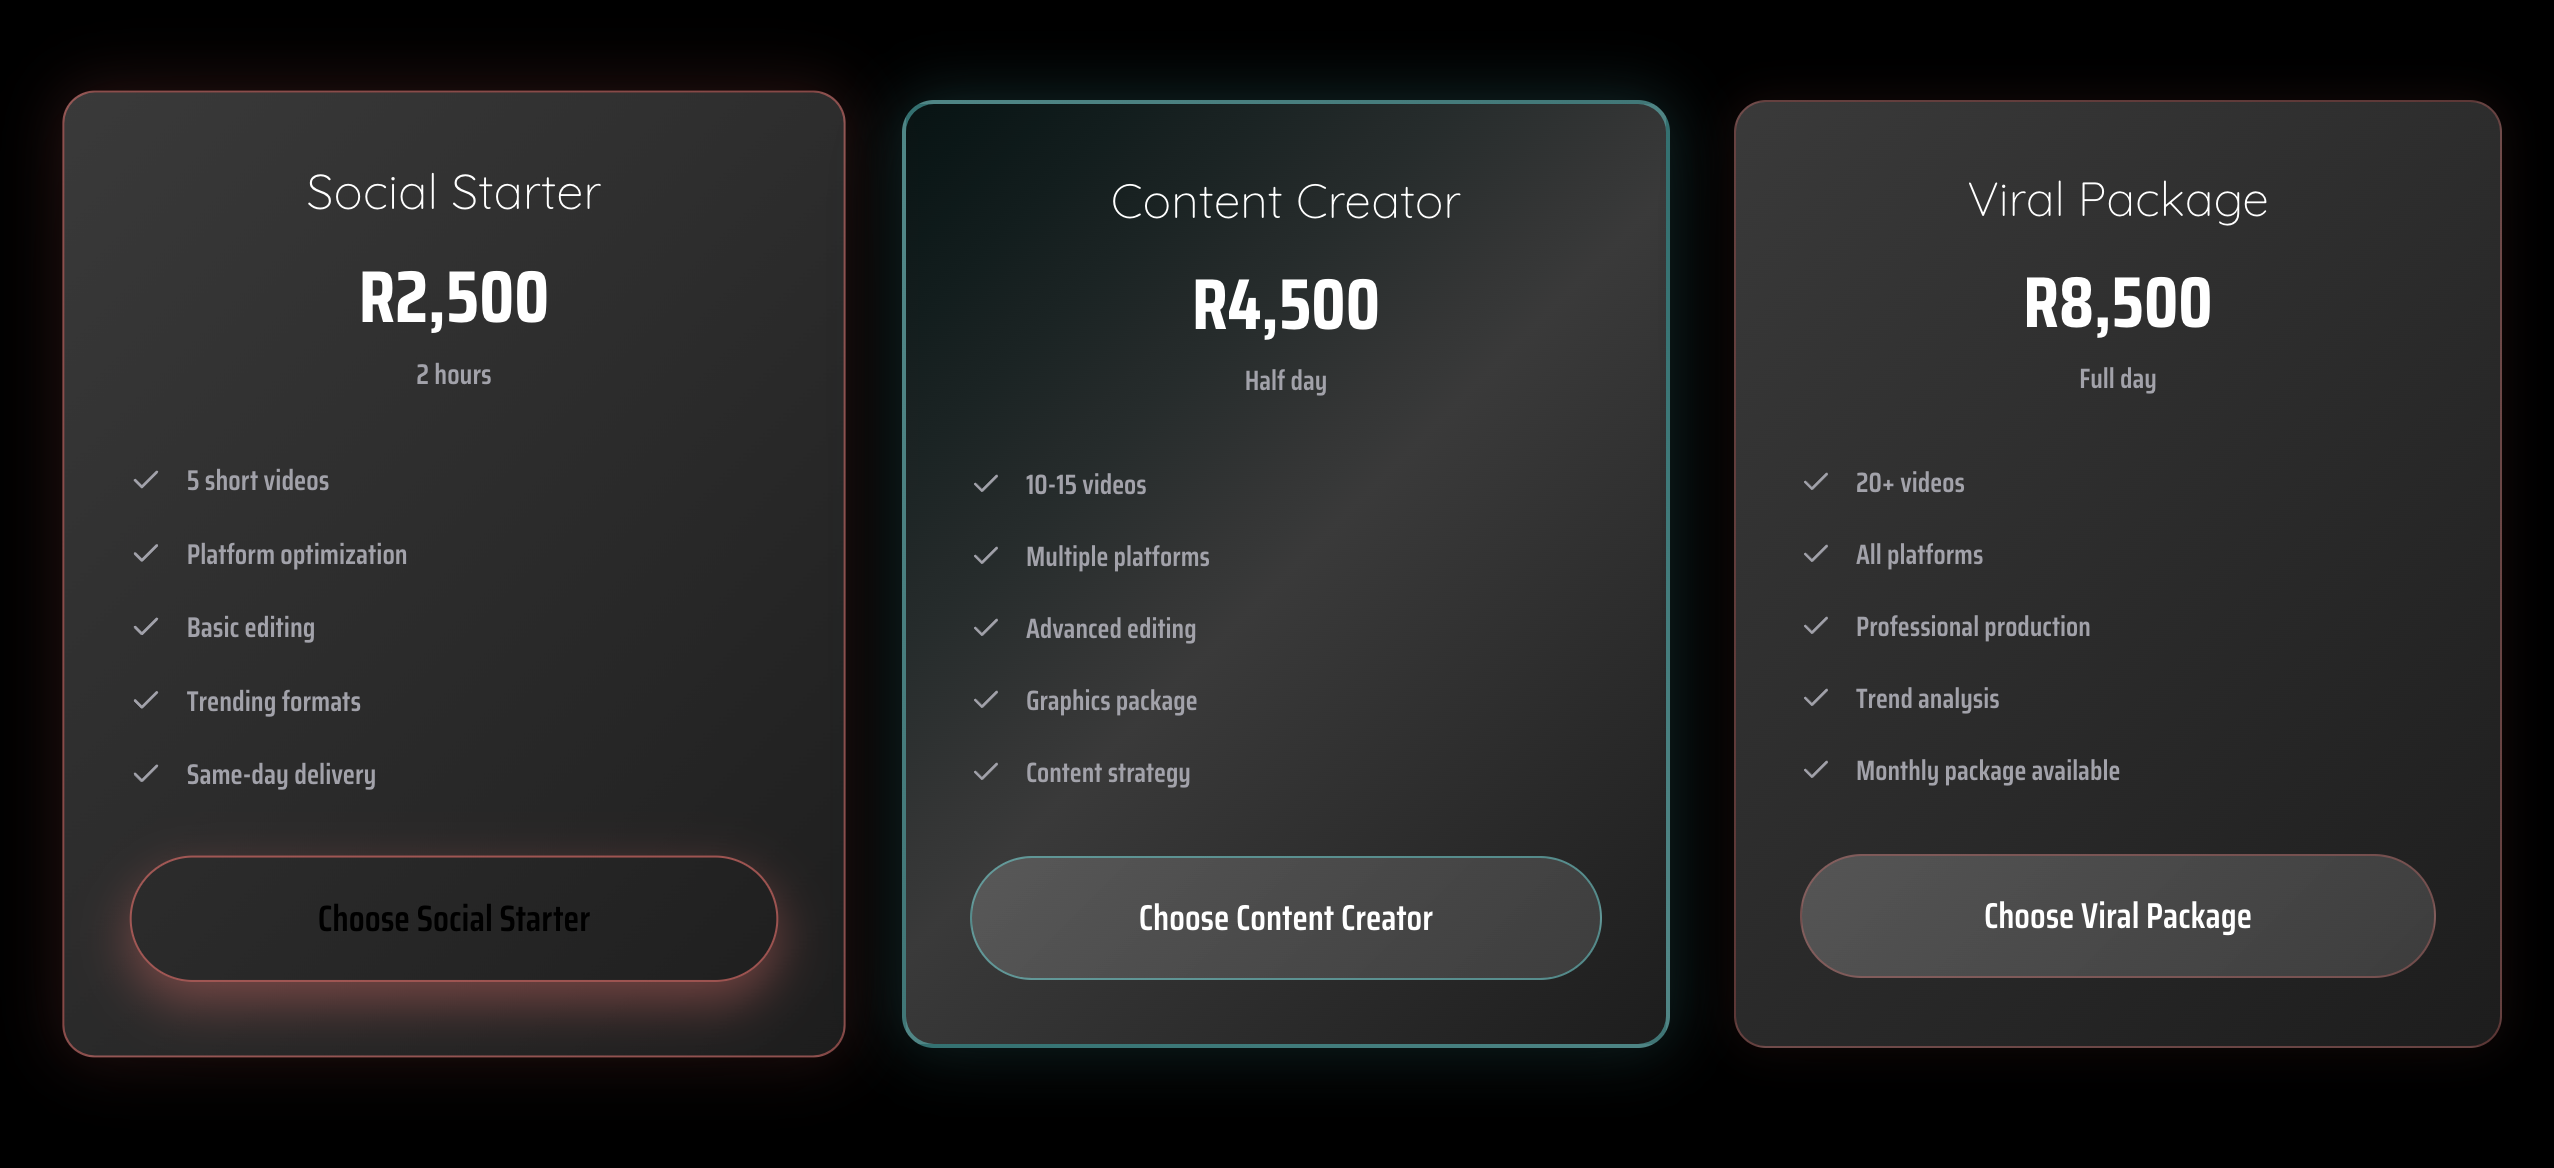 Social Starter
R2,500
2 hours
5 short videos
Platform optimization
Basic editing
Trending formats
Same-day delivery
Choose Social Starter
Content Creator
R4,500
Half day
10-15 videos
Multiple platforms
Advanced editing
Graphics package
Content strategy
Choose Content Creator
Viral Package
R8,500
Full day
20+ videos
All platforms
Professional production
Trend analysis
Monthly package available
Choose Viral Package